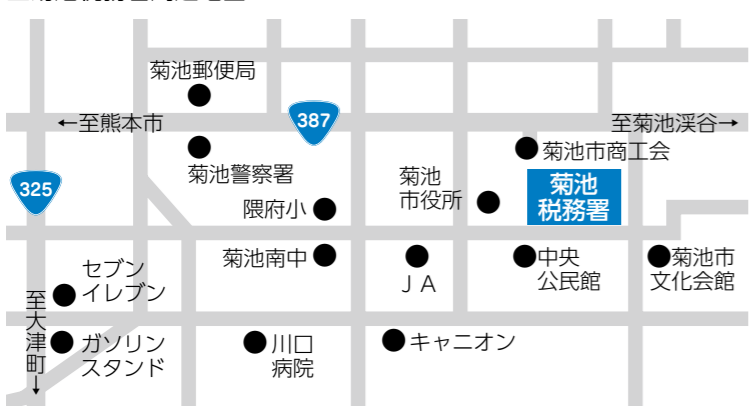 菊池郵便局
←至熊本市
387
至菊池渓谷→
菊池市商工会
菊池警察署
325
隈府小
菊池
市役所
菊池
税務署
菊池南中
セブン
イレブン
ＪＡ
中央
公民館
菊池市
文化会館
至大津町→
ガソリン
スタンド
川口
病院
キャニオン